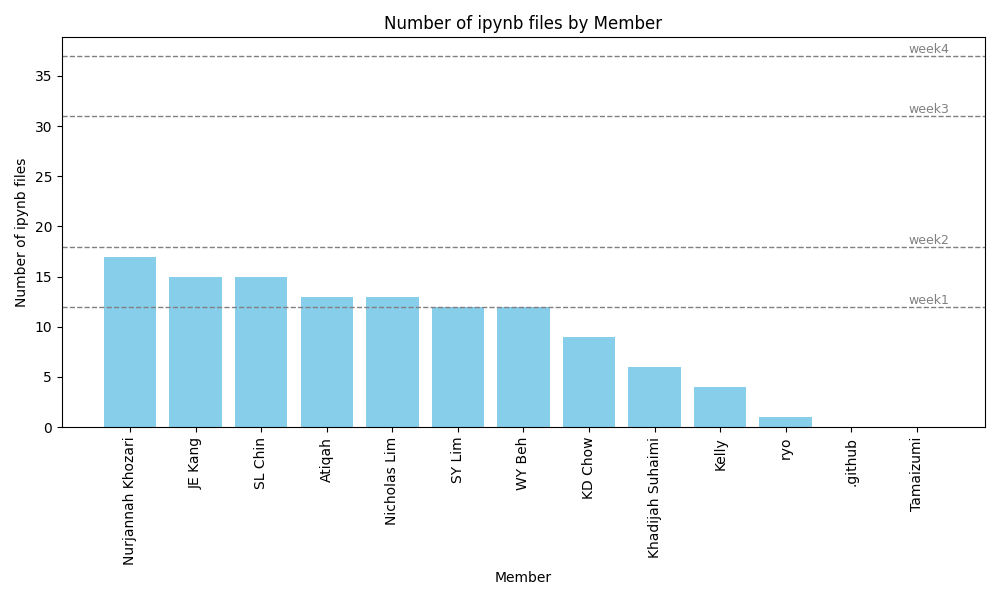 Number of ipynb files by Member
Number of ipynb files
35
30
25
20
15
10
5
0
week4
week3
week2
week1
Nurjannah Khozari
JE Kang
SL Chin
Atiqah
Nicholas Lim
SY Lim
WY Beh
KD Chow
Khadijah Suhaimi
Kelly
ryo
.github
Tamaizumi
Member